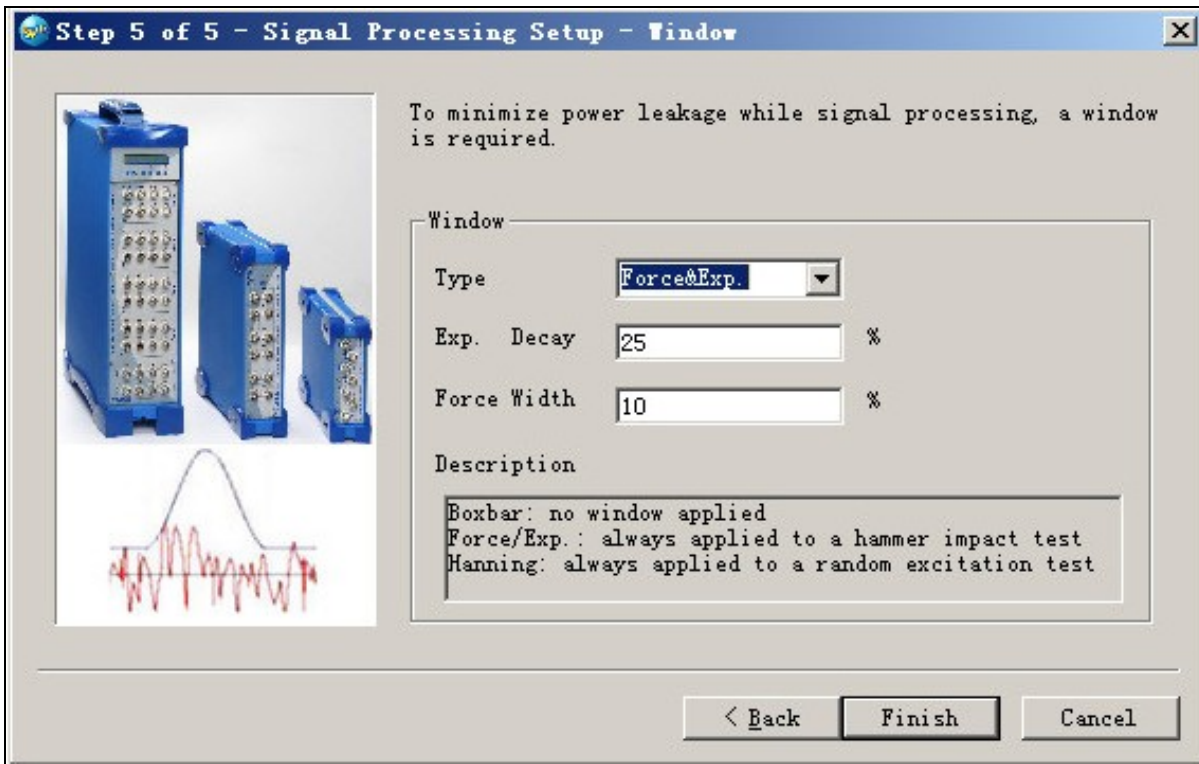 Step 5 of 5 - Signal Processing Setup - Window
To minimize power leakage while signal processing, a window
is required.
Window
Type
Force&Exp.
Exp. Decay
25
%
Force Width
10
%
Description
Boxbar: no window applied
Force/Exp.: always applied to a hammer impact test
Hanning: always applied to a random excitation test
< Back
Finish
Cancel